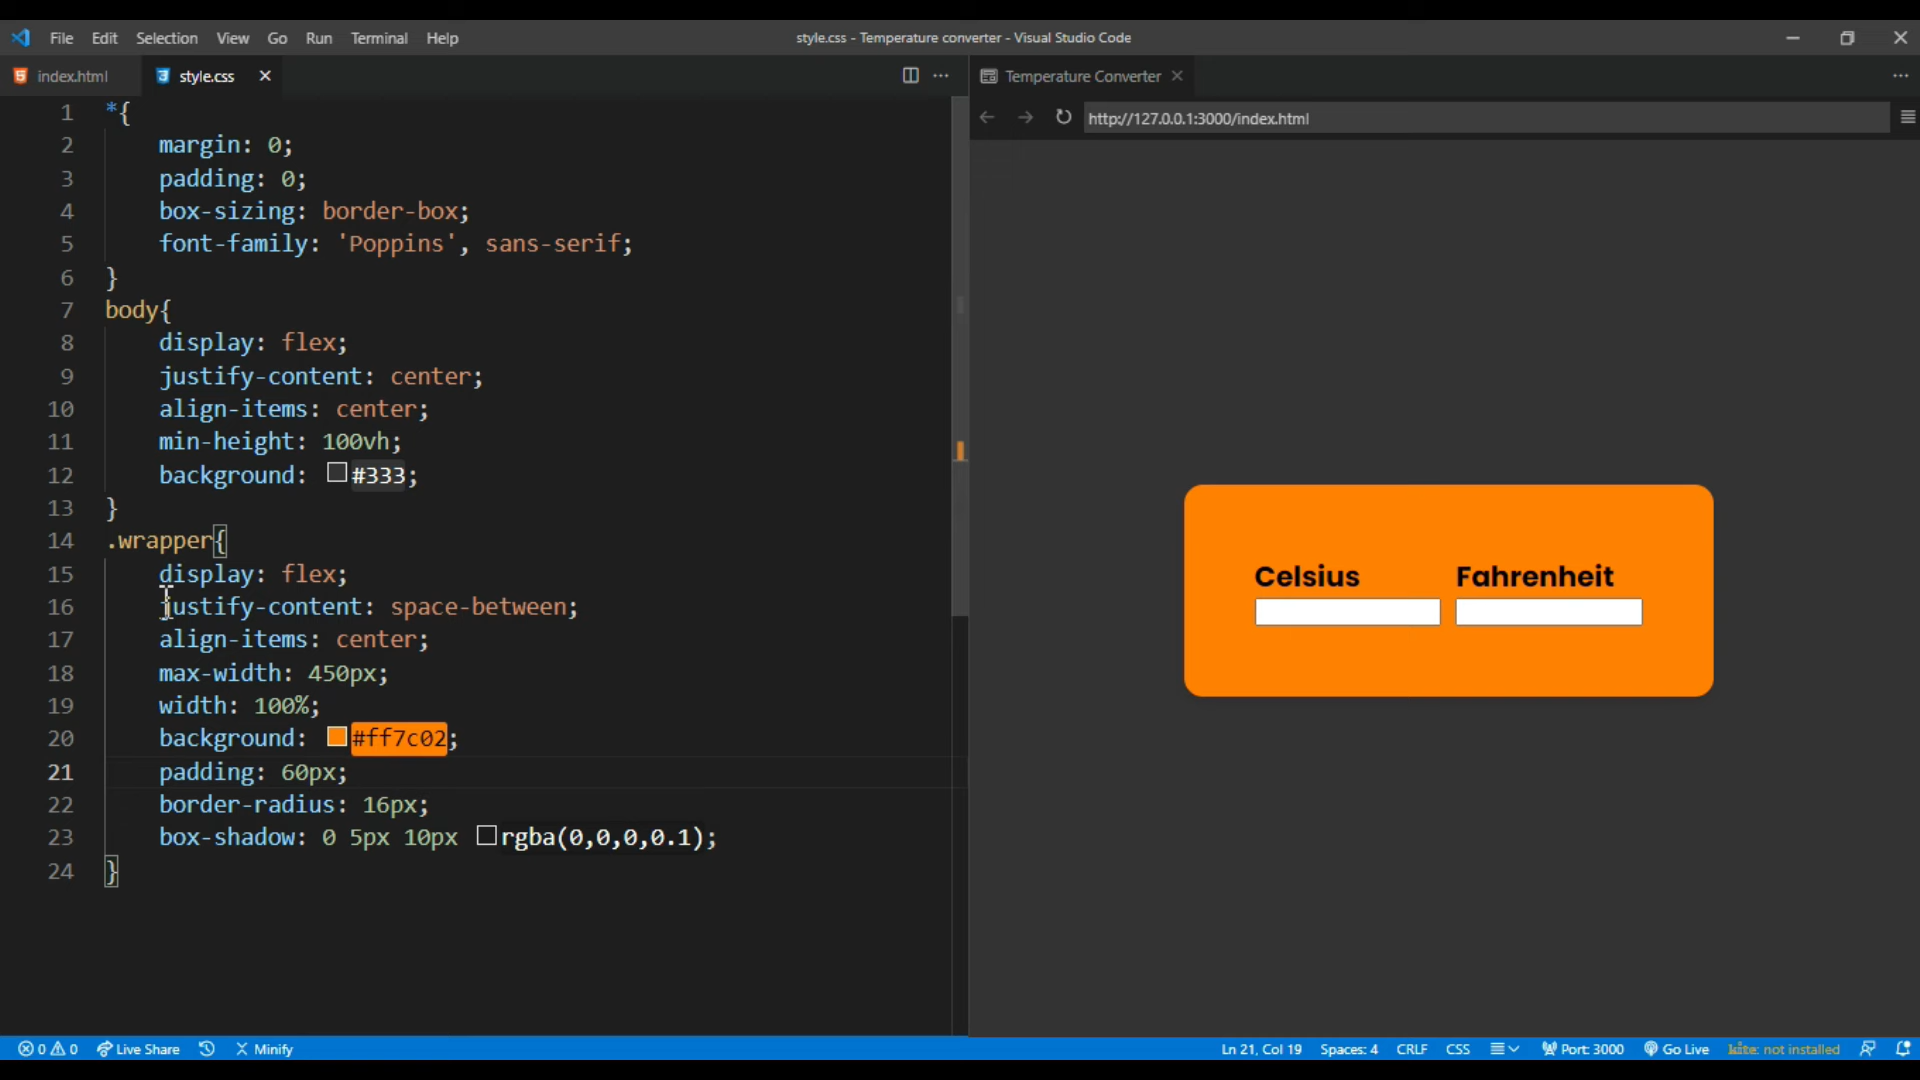 File Edit Selection View Go Run Terminal Help
style.css - Temperature converter - Visual Studio Code
index.html
style.css
Temperature Converter
http://127.0.0.1:3000/index.html
1 *{
2 margin: 0;
3 padding: 0;
4 box-sizing: border-box;
5 font-family: 'Poppins', sans-serif;
6 }
7 body{
8 display: flex;
9 justify-content: center;
10 align-items: center;
11 min-height: 100vh;
12 background: #333;
13 }
14 .wrapper{
15 display: flex;
16 justify-content: space-between;
17 align-items: center;
18 max-width: 450px;
19 width: 100%;
20 background: #ff7c02;
21 padding: 60px;
22 border-radius: 16px;
23 box-shadow: 0 5px 10px rgba(0,0,0,0.1);
24 }
Celsius Fahrenheit
0 0 Live Share Minify
Ln 21, Col 19 Spaces: 4 CRLF CSS Port: 3000 Go Live kite: not installed